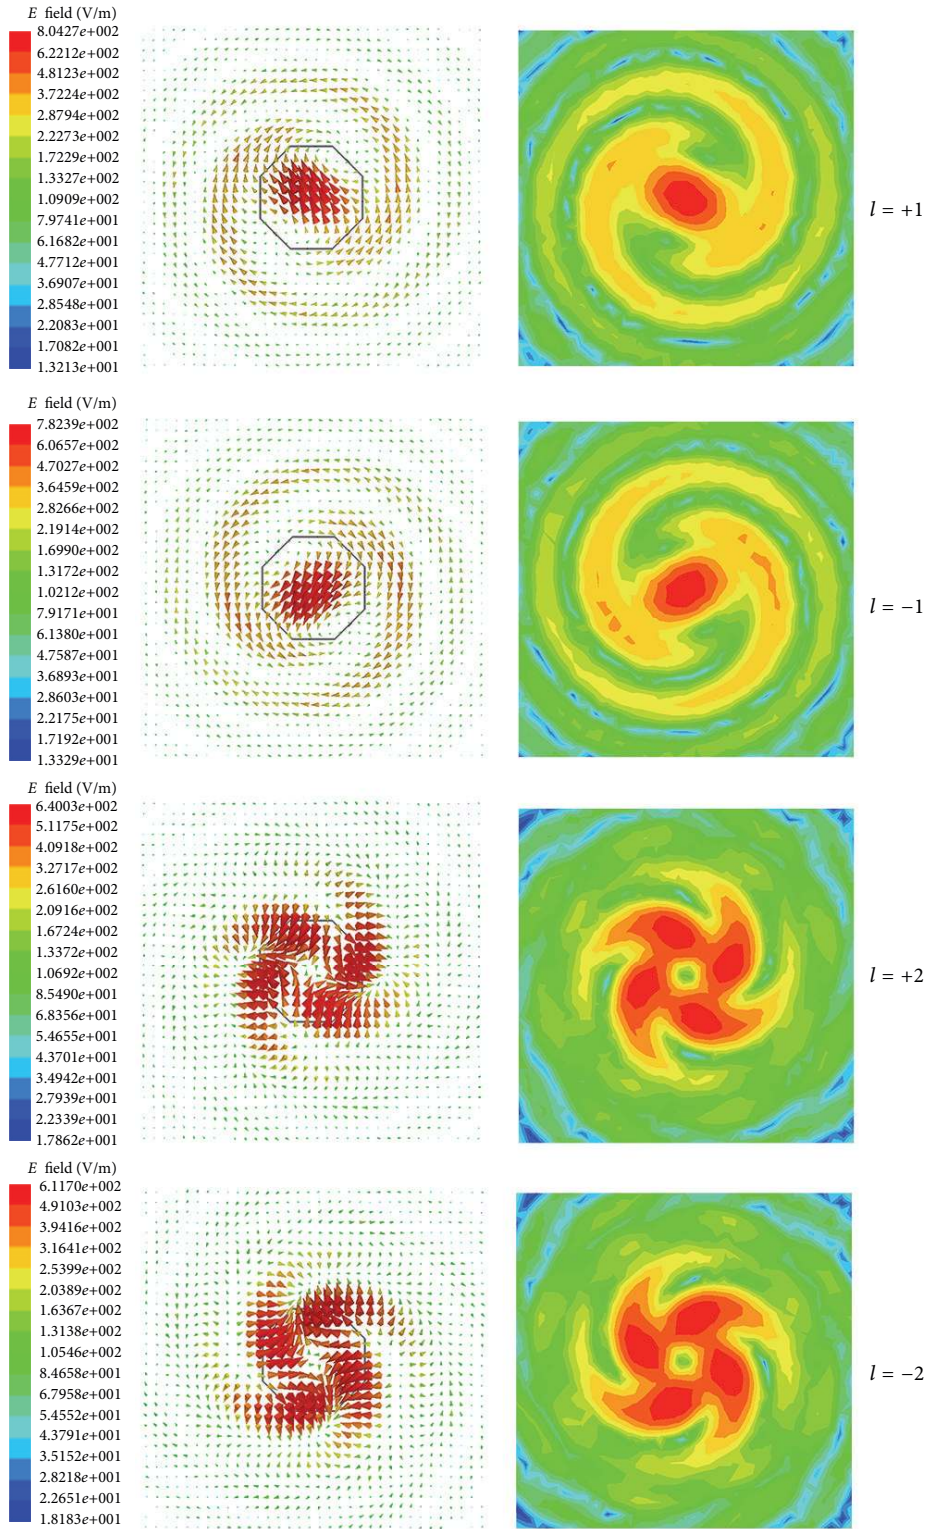 E field (V/m)
8.0427e+002
6.2212e+002
4.8123e+002
3.7224e+002
2.8794e+002
2.2273e+002
1.7229e+002
1.3327e+002
1.0909e+002
7.9741e+001
6.1682e+001
4.7712e+001
3.6907e+001
2.8548e+001
2.2083e+001
1.7082e+001
1.3213e+001
l = +1
E field (V/m)
7.8239e+002
6.0657e+002
4.7027e+002
3.6459e+002
2.8266e+002
2.1914e+002
1.6990e+002
1.3172e+002
1.0212e+002
7.9171e+001
6.1380e+001
4.7587e+001
3.6893e+001
2.8603e+001
2.2175e+001
1.7192e+001
1.3329e+001
l = −1
E field (V/m)
6.4003e+002
5.1175e+002
4.0918e+002
3.2717e+002
2.6160e+002
2.0916e+002
1.6724e+002
1.3372e+002
1.0692e+002
8.5490e+001
6.8356e+001
5.4655e+001
4.3701e+001
3.4942e+001
2.7939e+001
2.2339e+001
1.7862e+001
l = +2
E field (V/m)
6.1170e+002
4.9103e+002
3.9416e+002
3.1641e+002
2.5399e+002
2.0389e+002
1.6367e+002
1.3138e+002
1.0546e+002
8.4658e+001
6.7958e+001
5.4552e+001
4.3791e+001
3.5152e+001
2.8218e+001
2.2651e+001
1.8183e+001
l = −2